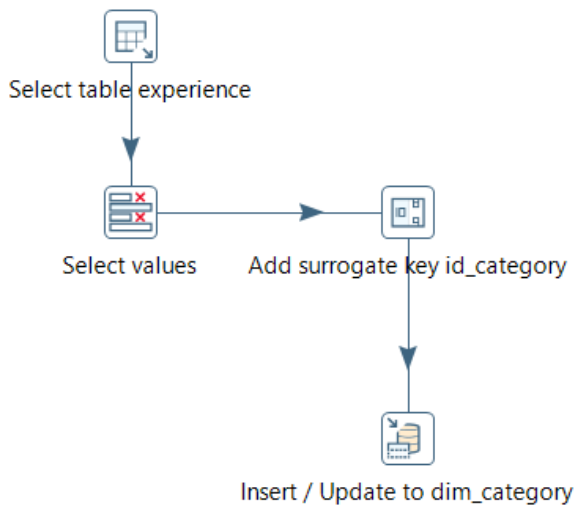 Select table experience
Select values
Add surrogate key id_category
Insert / Update to dim_category